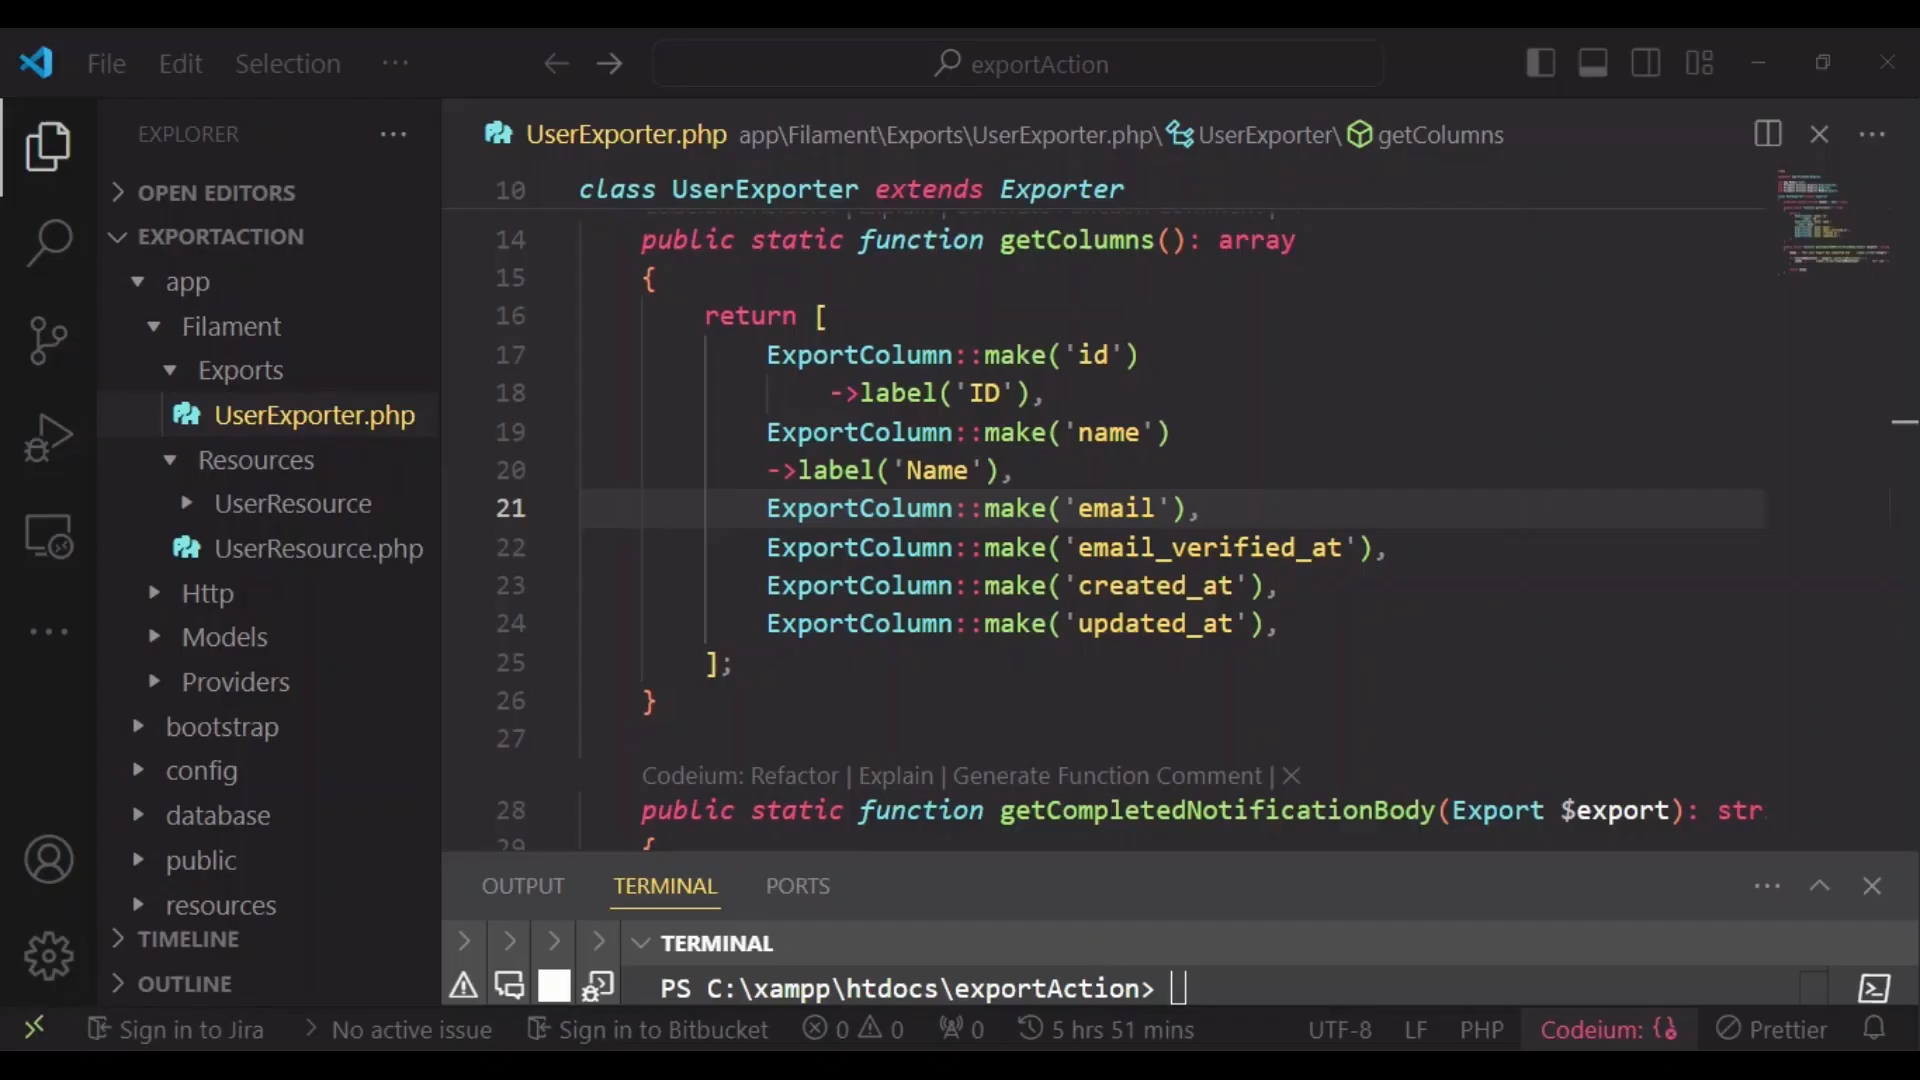 File Edit Selection ··· exportAction
EXPLORER ···
OPEN EDITORS
EXPORTACTION
app
Filament
Exports
UserExporter.php
Resources
UserResource
UserResource.php
Http
Models
Providers
bootstrap
config
database
public
resources
TIMELINE
OUTLINE
UserExporter.php app\Filament\Exports\UserExporter.php\ UserExporter\ getColumns
10 class UserExporter extends Exporter
14 public static function getColumns(): array
15 {
16 return [
17 ExportColumn::make('id')
18 ->label('ID'),
19 ExportColumn::make('name')
20 ->label('Name'),
21 ExportColumn::make('email'),
22 ExportColumn::make('email_verified_at'),
23 ExportColumn::make('created_at'),
24 ExportColumn::make('updated_at'),
25 ];
26 }
27
Codeium: Refactor | Explain | Generate Function Comment | ×
28 public static function getCompletedNotificationBody(Export $export): str
29 {
OUTPUT TERMINAL PORTS
TERMINAL
PS C:\xampp\htdocs\exportAction>
Sign in to Jira No active issue Sign in to Bitbucket 0 0 0 5 hrs 51 mins UTF-8 LF PHP Codeium: {} Prettier